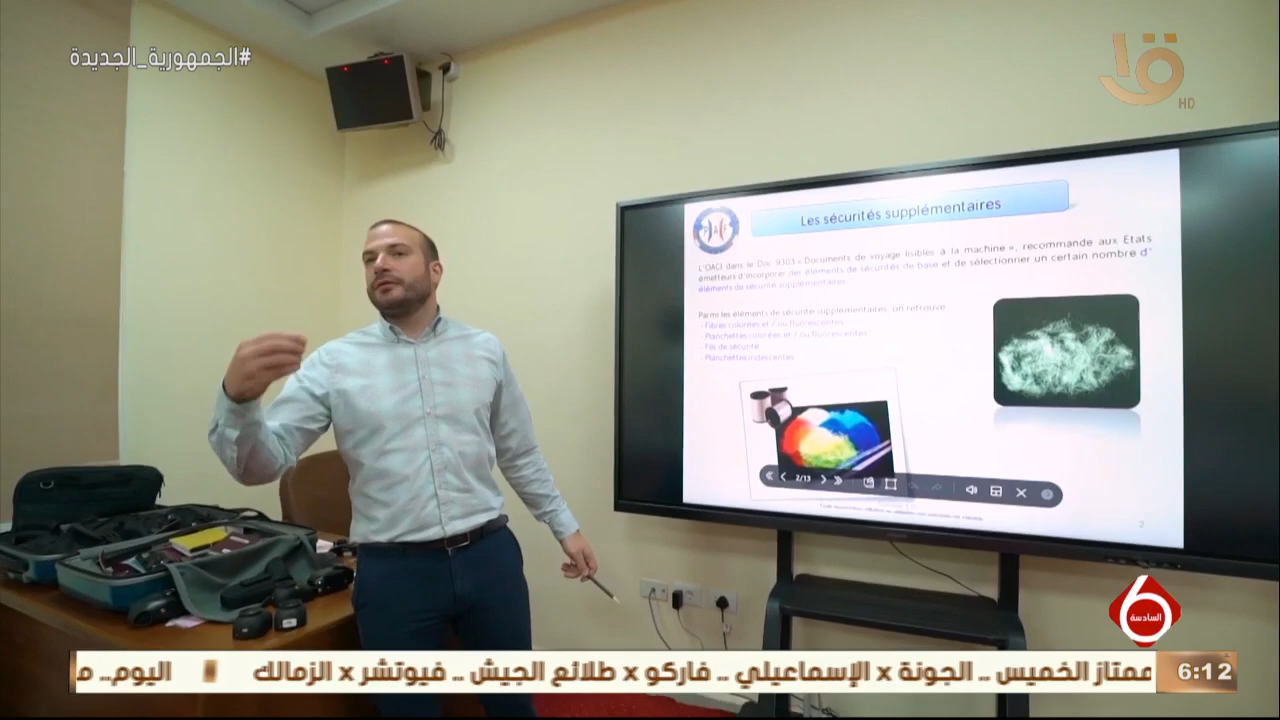 #الجمهورية_الجديدة
HD
Les sécurités supplémentaires
PAF
L'OACI dans le Doc 9303 « Documents de voyage lisibles à la machine », recommande aux Etats
émetteurs d'incorporer des éléments de sécurités de base et de sélectionner un certain nombre d'
éléments de sécurité supplémentaires
Parmi les éléments de sécurité supplémentaires, on retrouve
- Fibres colorées et / ou fluorescentes
- Planchettes colorées et / ou fluorescentes
- Fils de sécurité
- Planchettes iridescentes
2/13
2
السادسة
ممتاز الخميس .. الجونة x الإسماعيلي .. فاركو x طلائع الجيش .. فيوتشر x الزمالك
اليوم.. م
6:12